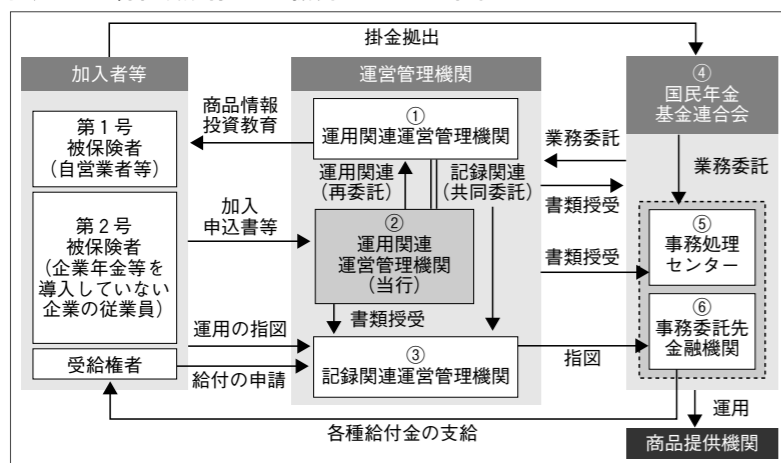 掛金拠出
加入者等
第1号
被保険者
（自営業者等）
第2号
被保険者
（企業年金等を
導入していない
企業の従業員）
受給権者
商品情報
投資教育
加入
申込書等
運用の指図
給付の申請
運営管理機関
①
運用関連運営管理機関
運用関連
（再委託）
記録関連
（共同委託）
②
運用関連
運営管理機関
（当行）
書類授受
③
記録関連運営管理機関
業務委託
書類授受
書類授受
指図
④
国民年金
基金連合会
業務委託
⑤
事務処理
センター
⑥
事務委託先
金融機関
運用
商品提供機関
各種給付金の支給